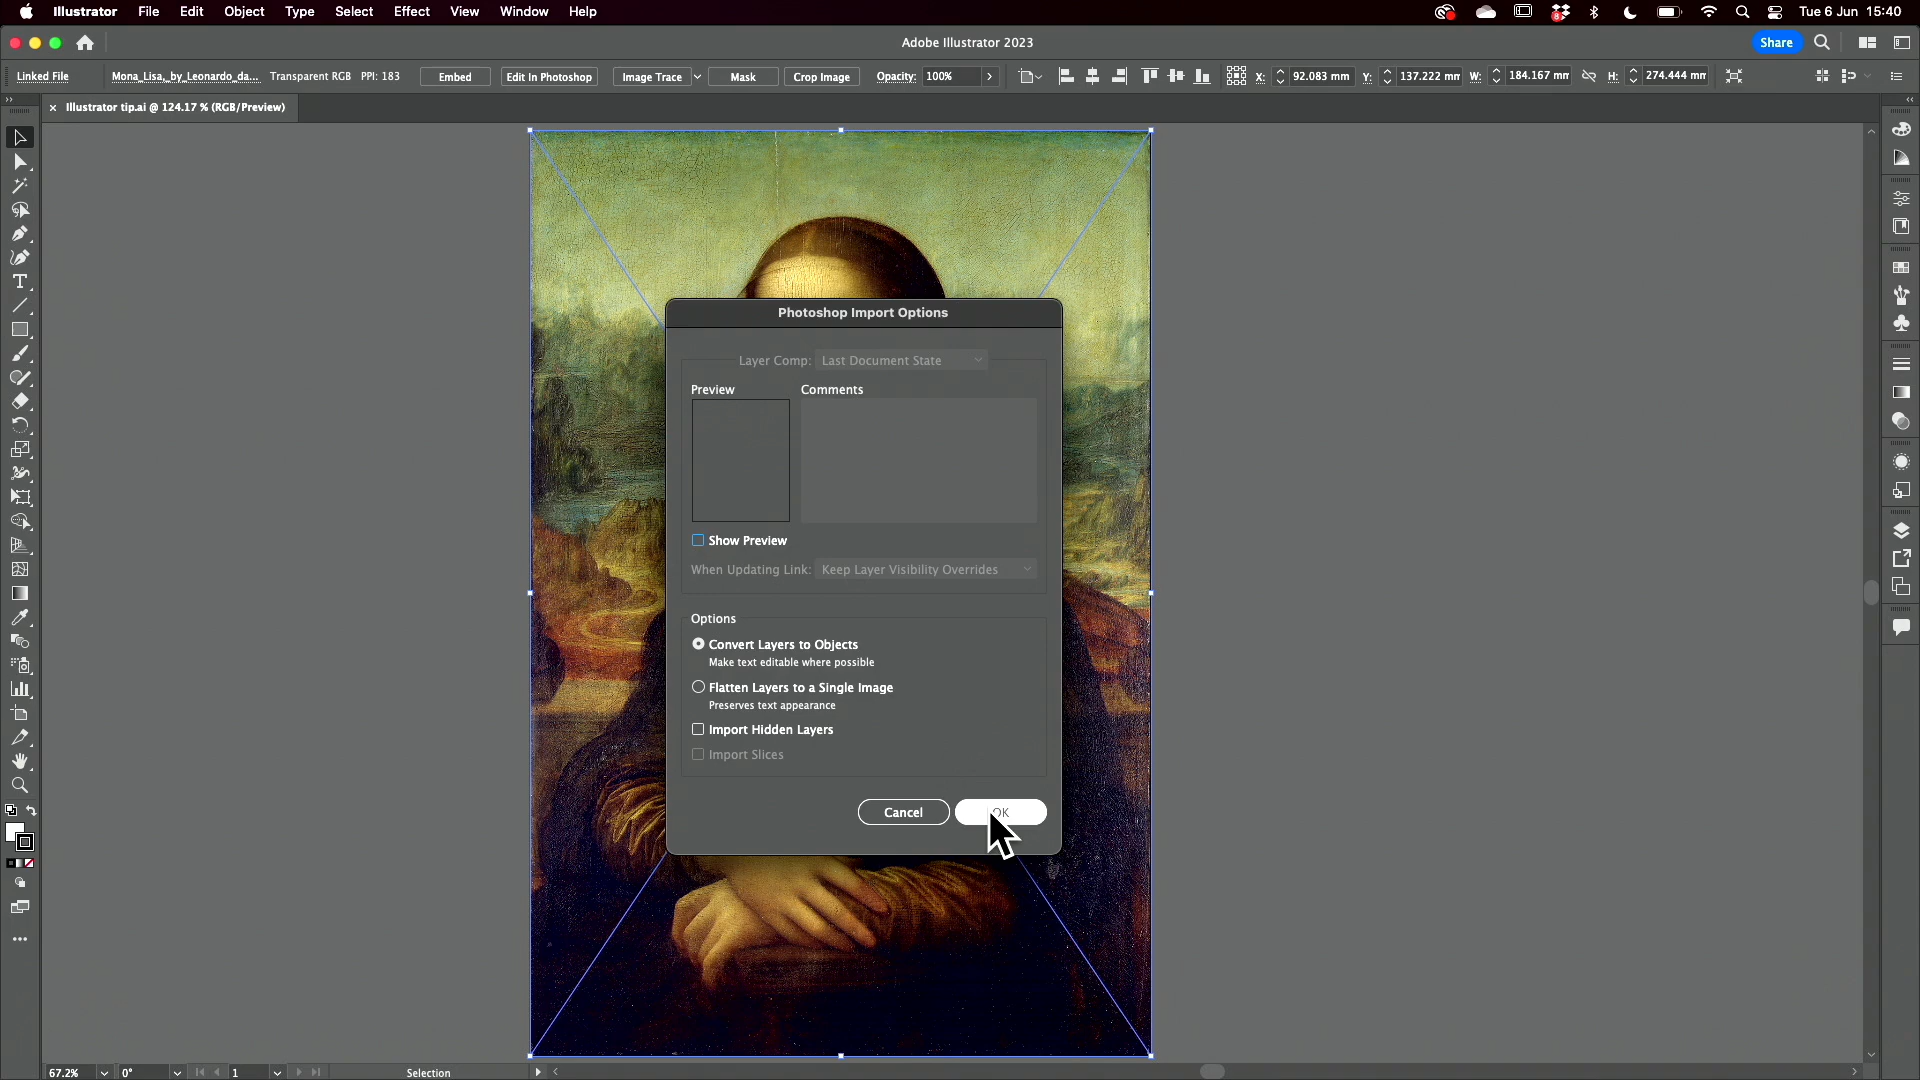 Illustrator File Edit Object Type Select Effect View Window Help
Tue 6 Jun 15:40
Adobe Illustrator 2023
Share
Linked File Mona_Lisa,_by_Leonardo_da... Transparent RGB PPI: 183 Embed Edit In Photoshop Image Trace Mask Crop Image Opacity: 100% X: 92.083 mm Y: 137.222 mm W: 184.167 mm H: 274.444 mm
Illustrator tip.ai @ 124.17 % (RGB/Preview)
Photoshop Import Options
Layer Comp: Last Document State
Preview Comments
Show Preview
When Updating Link: Keep Layer Visibility Overrides
Options
Convert Layers to Objects
Make text editable where possible
Flatten Layers to a Single Image
Preserves text appearance
Import Hidden Layers
Import Slices
Cancel OK
67.2% 0° 1 Selection